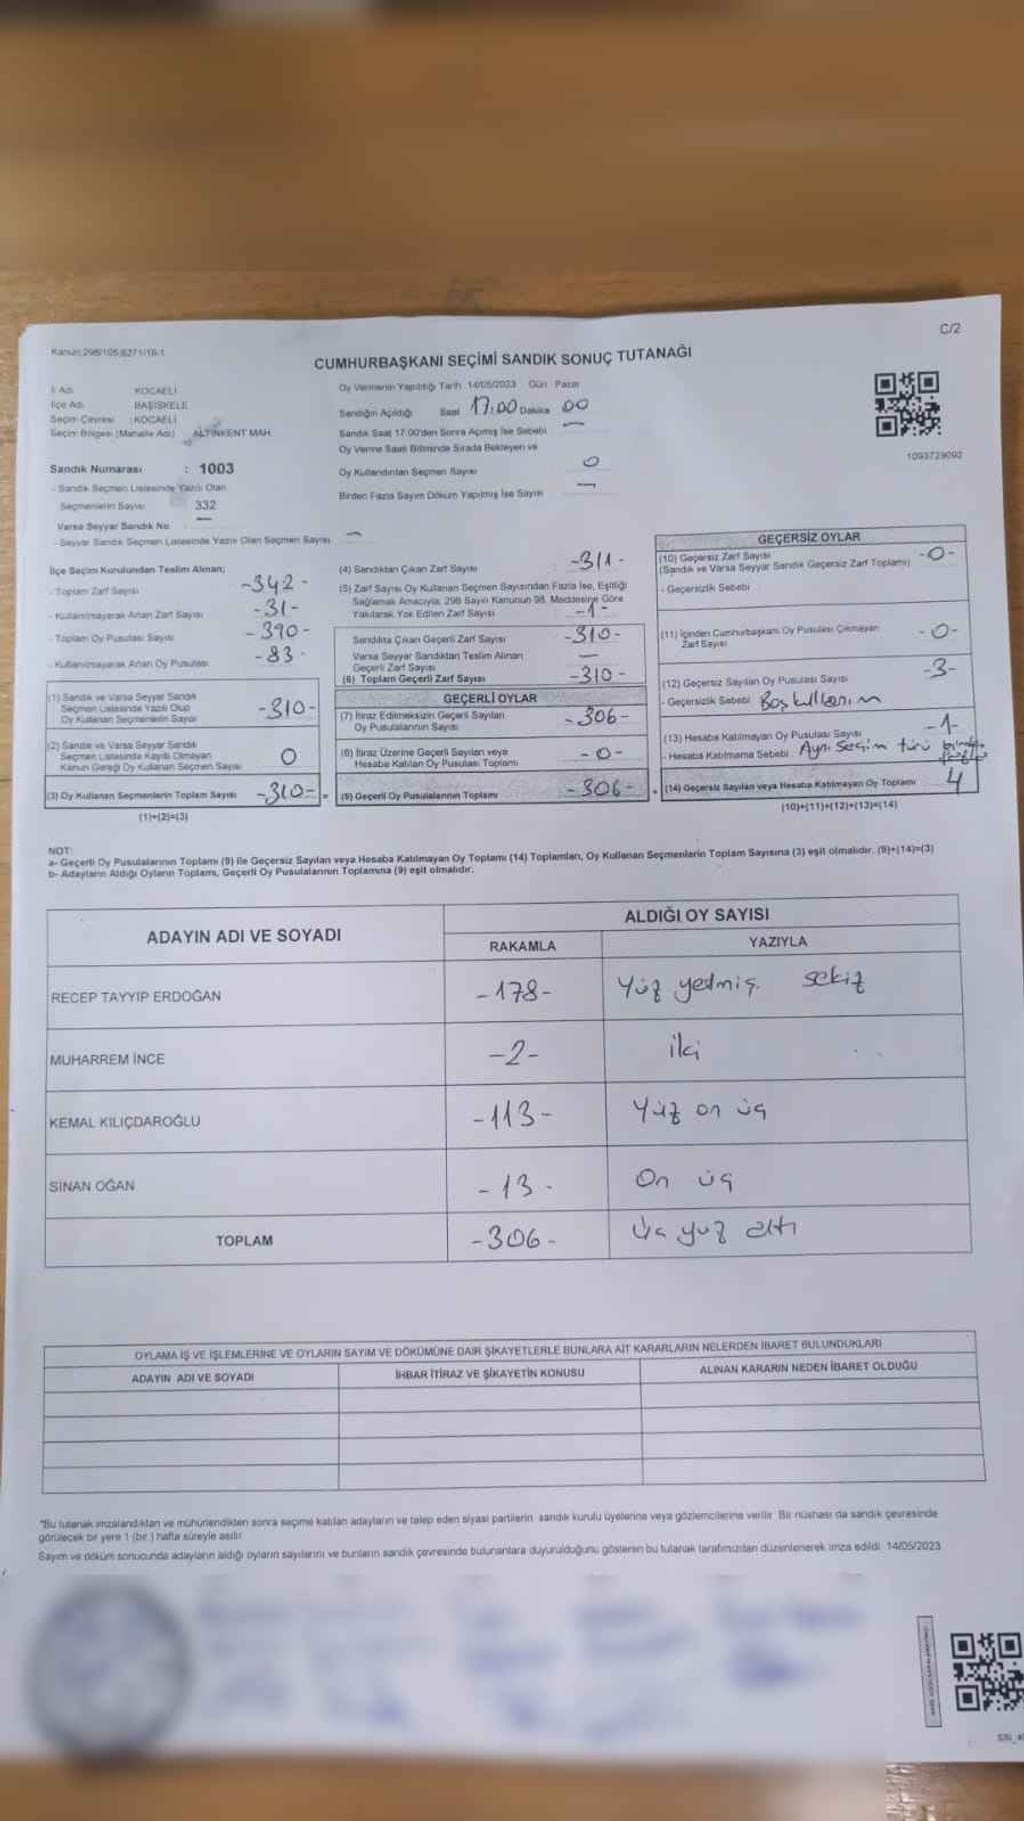 C/2
Kanun:298/105,6271/18-1
CUMHURBAŞKANI SEÇİMİ SANDIK SONUÇ TUTANAĞI
İl Adı : KOCAELİ
İlçe Adı : BAŞİSKELE
Seçim Çevresi : KOCAELİ
Seçim Bölgesi (Mahalle Adı) : ALTINKENT MAH.
Sandık Numarası : 1003
- Sandık Seçmen Listesinde Yazılı Olan
Seçmenlerin Sayısı 332
Varsa Seyyar Sandık No —
- Seyyar Sandık Seçmen Listesinde Yazılı Olan Seçmen Sayısı —
Oy Vermenin Yapıldığı Tarih 14/05/2023 Gün Pazar
Sandığın Açıldığı Saat 17:00 Dakika 00
Sandık Saat 17:00'den Sonra Açılmış İse Sebebi —
Oy Verme Saati Bitiminde Sırada Bekleyen ve
Oy Kullandırılan Seçmen Sayısı 0
Birden Fazla Sayım Döküm Yapılmış İse Sayısı —
1093729092
İlçe Seçim Kurulundan Teslim Alınan;
- Toplam Zarf Sayısı -342-
- Kullanılmayarak Artan Zarf Sayısı -31-
- Toplam Oy Pusulası Sayısı -390-
- Kullanılmayarak Artan Oy Pusulası -83-
(1) Sandık ve Varsa Seyyar Sandık
Seçmen Listesinde Yazılı Olup
Oy Kullanan Seçmenlerin Sayısı -310-
(2) Sandık ve Varsa Seyyar Sandık
Seçmen Listesinde Kayıtlı Olmayan
Kanun Gereği Oy Kullanan Seçmen Sayısı 0
(3) Oy Kullanan Seçmenlerin Toplam Sayısı -310-
(1)+(2)=(3)
(4) Sandıktan Çıkan Zarf Sayısı -311-
(5) Zarf Sayısı Oy Kullanan Seçmen Sayısından Fazla İse, Eşitliği
Sağlamak Amacıyla, 298 Sayılı Kanunun 98. Maddesine Göre
Yakılarak Yok Edilen Zarf Sayısı -1-
Sandıkta Çıkan Geçerli Zarf Sayısı -310-
Varsa Seyyar Sandıktan Teslim Alınan
Geçerli Zarf Sayısı —
(6) Toplam Geçerli Zarf Sayısı -310-
GEÇERLİ OYLAR
(7) İtiraz Edilmeksizin Geçerli Sayılan
Oy Pusulalarının Sayısı -306-
(8) İtiraz Üzerine Geçerli Sayılan veya
Hesaba Katılan Oy Pusulası Toplamı -0-
(9) Geçerli Oy Pusulalarının Toplamı -306-
GEÇERSİZ OYLAR
(10) Geçersiz Zarf Sayısı
(Sandık ve Varsa Seyyar Sandık Geçersiz Zarf Toplamı) -0-
- Geçersizlik Sebebi
(11) İçinden Cumhurbaşkanı Oy Pusulası Çıkmayan
Zarf Sayısı -0-
(12) Geçersiz Sayılan Oy Pusulası Sayısı -3-
- Geçersizlik Sebebi Boş kullanım
(13) Hesaba Katılmayan Oy Pusulası Sayısı -1-
- Hesaba Katılmama Sebebi Aynı Seçim türü
(14) Geçersiz Sayılan veya Hesaba Katılmayan Oy Toplamı 4
(10)+(11)+(12)+(13)=(14)
NOT:
a- Geçerli Oy Pusulalarının Toplamı (9) ile Geçersiz Sayılan veya Hesaba Katılmayan Oy Toplamı (14) Toplamları, Oy Kullanan Seçmenlerin Toplam Sayısına (3) eşit olmalıdır. (9)+(14)=(3)
b- Adayların Aldığı Oyların Toplamı, Geçerli Oy Pusulalarının Toplamına (9) eşit olmalıdır.
ADAYIN ADI VE SOYADI ALDIĞI OY SAYISI
RAKAMLA YAZIYLA
RECEP TAYYİP ERDOĞAN -178- Yüz yetmiş sekiz
MUHARREM İNCE -2- iki
KEMAL KILIÇDAROĞLU -113- Yüz on üç
SİNAN OĞAN -13- On üç
TOPLAM -306- Üç yüz altı
OYLAMA İŞ VE İŞLEMLERİNE VE OYLARIN SAYIM VE DÖKÜMÜNE DAİR ŞİKAYETLERLE BUNLARA AİT KARARLARIN NELERDEN İBARET BULUNDUKLARI
ADAYIN ADI VE SOYADI İHBAR İTİRAZ VE ŞİKAYETİN KONUSU ALINAN KARARIN NEDEN İBARET OLDUĞU
"Bu tutanak imzalandıktan ve mühürlendikten sonra seçime katılan adayların ve talep eden siyasi partilerin sandık kurulu üyelerine veya gözlemcilerine verilir. Bir nüshası da sandık çevresinde
görülecek bir yere 1 (bir ) hafta süreyle asılır.
Sayım ve döküm sonucunda adayların aldığı oyların sayılarını ve bunların sandık çevresinde bulunanlara duyurulduğunu gösteren bu tutanak tarafımızdan düzenlenerek imza edildi. 14/05/2023